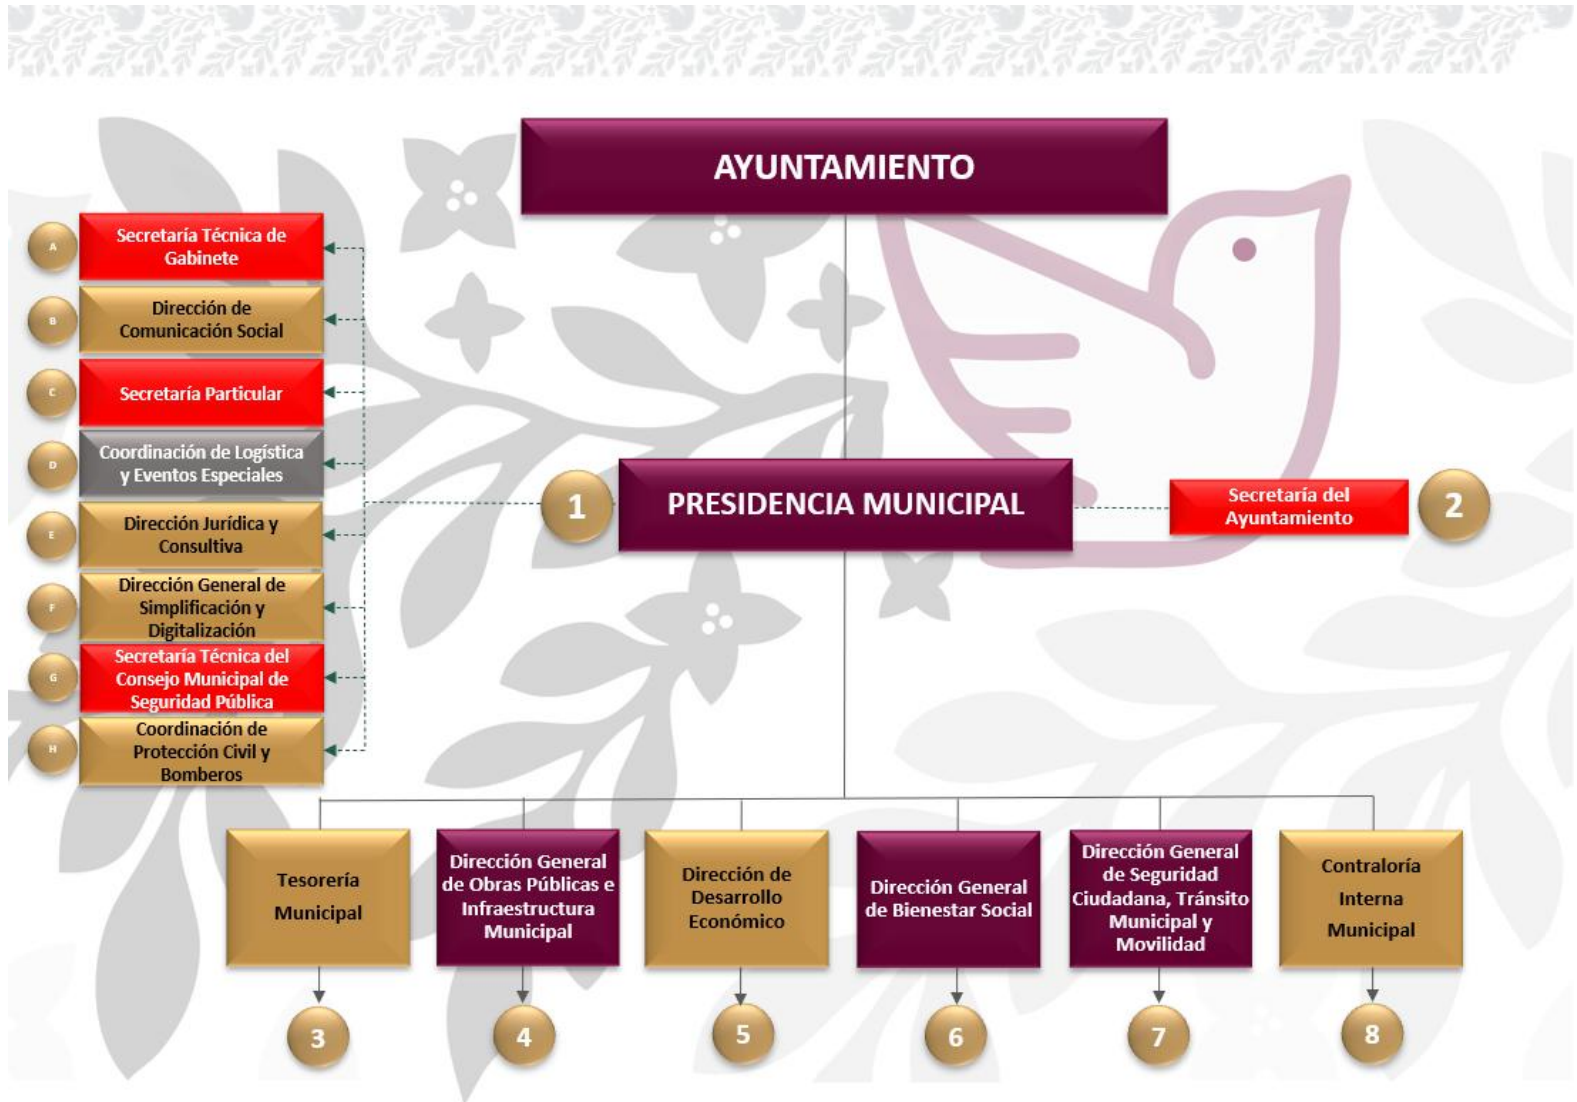 AYUNTAMIENTO
A
Secretaría Técnica de
Gabinete
B
Dirección de
Comunicación Social
C
Secretaría Particular
D
Coordinación de Logística
y Eventos Especiales
E
Dirección Jurídica y
Consultiva
F
Dirección General de
Simplificación y
Digitalización
G
Secretaría Técnica del
Consejo Municipal de
Seguridad Pública
H
Coordinación de
Protección Civil y
Bomberos
1
PRESIDENCIA MUNICIPAL
Secretaría del
Ayuntamiento
2
Tesorería
Municipal
Dirección General
de Obras Públicas e
Infraestructura
Municipal
Dirección de
Desarrollo
Económico
Dirección General
de Bienestar Social
Dirección General
de Seguridad
Ciudadana, Tránsito
Municipal y
Movilidad
Contraloría
Interna
Municipal
3
4
5
6
7
8